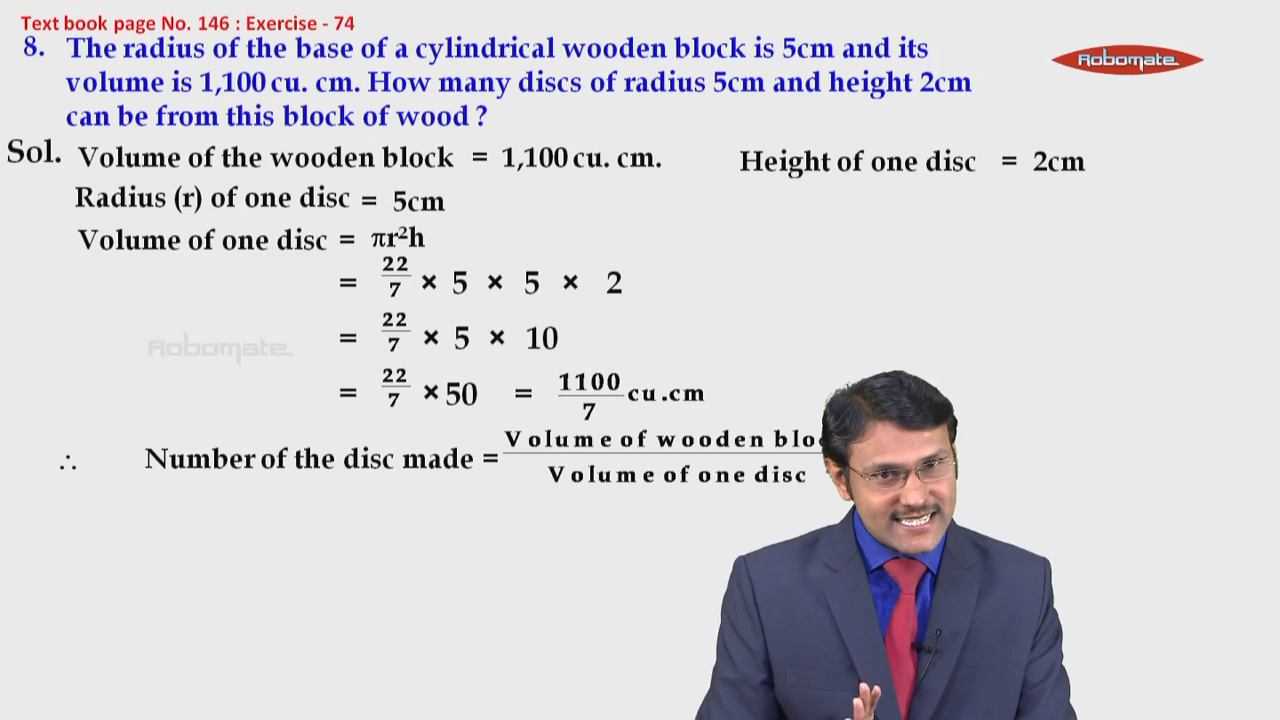 Text book page No. 146 : Exercise - 74
8. The radius of the base of a cylindrical wooden block is 5cm and its
volume is 1,100 cu. cm. How many discs of radius 5cm and height 2cm
can be from this block of wood ?
Robomate
Sol. Volume of the wooden block = 1,100 cu. cm. Height of one disc = 2cm
Radius (r) of one disc = 5cm
Volume of one disc = πr²h
= 22/7 × 5 × 5 × 2
= 22/7 × 5 × 10
Robomate
= 22/7 × 50 = 1100/7 cu.cm
∴ Number of the disc made = Volume of wooden / Volume of one disc